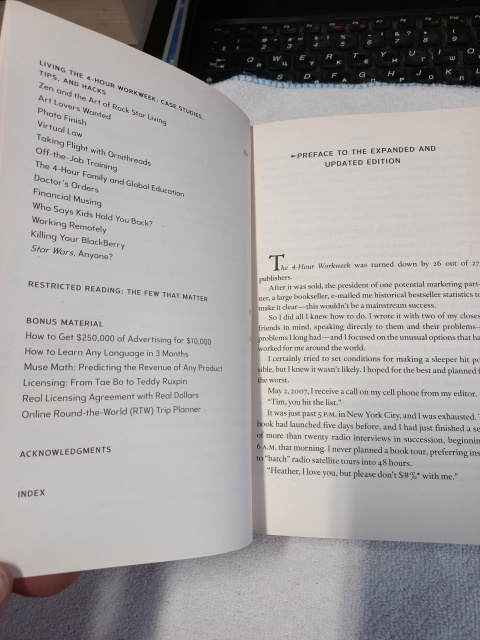 LIVING THE 4-HOUR WORKWEEK: CASE STUDIES,
TIPS, AND HACKS
Zen and the Art of Rock Star Living
Art Lovers Wanted
Photo Finish
Virtual Law
Taking Flight with Ornithreads
Off-the-Job Training
The 4-Hour Family and Global Education
Doctor's Orders
Financial Musing
Who Says Kids Hold You Back?
Working Remotely
Killing Your BlackBerry
Star Wars, Anyone?
RESTRICTED READING: THE FEW THAT MATTER
BONUS MATERIAL
How to Get $250,000 of Advertising for $10,000
How to Learn Any Language in 3 Months
Muse Math: Predicting the Revenue of Any Product
Licensing: From Tae Bo to Teddy Ruxpin
Real Licensing Agreement with Real Dollars
Online Round-the-World (RTW) Trip Planner
ACKNOWLEDGMENTS
INDEX
PREFACE TO THE EXPANDED AND
UPDATED EDITION
The 4-Hour Workweek was turned down by 26 out of 27
publishers.
After it was sold, the president of one potential marketing part-
ner, a large bookseller, e-mailed me historical bestseller statistics to
make it clear—this wouldn't be a mainstream success.
So I did all I knew how to do. I wrote it with two of my closes
friends in mind, speaking directly to them and their problems—
problems I long had—and I focused on the unusual options that ha
worked for me around the world.
I certainly tried to set conditions for making a sleeper hit po
sible, but I knew it wasn't likely. I hoped for the best and planned f
the worst.
May 2, 2007, I receive a call on my cell phone from my editor.
"Tim, you hit the list."
It was just past 5 P.M. in New York City, and I was exhausted.
book had launched five days before, and I had just finished a se
of more than twenty radio interviews in succession, beginnin
6 A.M. that morning. I never planned a book tour, preferring ins
to "batch" radio satellite tours into 48 hours.
"Heather, I love you, but please don't $#%* with me."